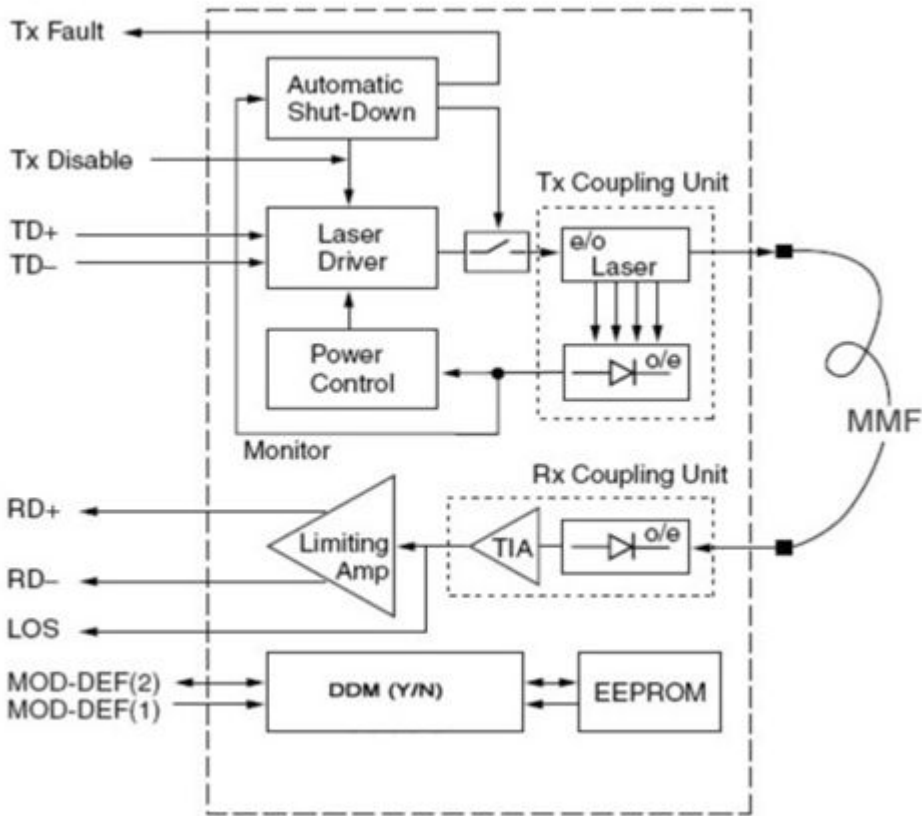 Tx Fault
Automatic
Shut-Down
Tx Disable
Tx Coupling Unit
TD+
TD–
Laser
Driver
e/o
Laser
Power
Control
o/e
MMF
Monitor
Rx Coupling Unit
RD+
RD–
Limiting
Amp
TIA
o/e
LOS
MOD-DEF(2)
MOD-DEF(1)
DDM (Y/N)
EEPROM